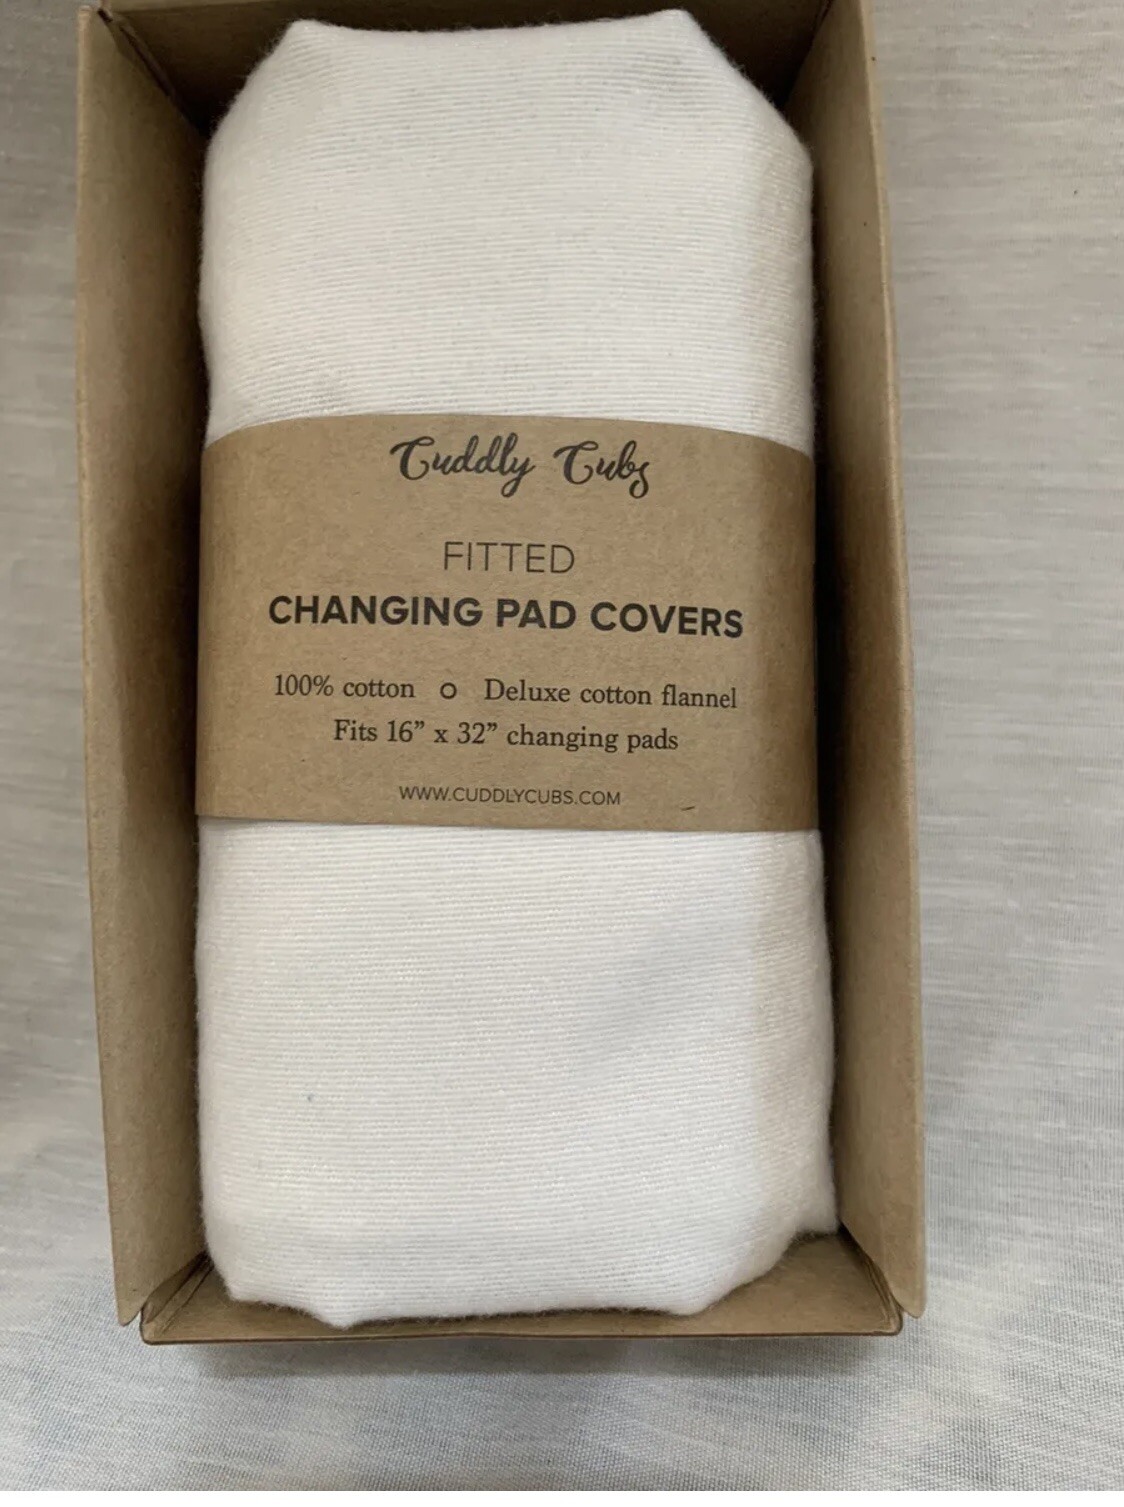 Cuddly Cubs
FITTED
CHANGING PAD COVERS
100% cotton o Deluxe cotton flannel
Fits 16” x 32” changing pads
WWW.CUDDLYCUBS.COM